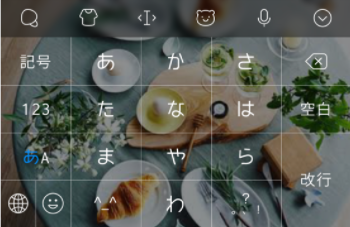 記号 あ か さ
123 た な は 空白
あA ま や ら 改行
^_^ わ 。?!